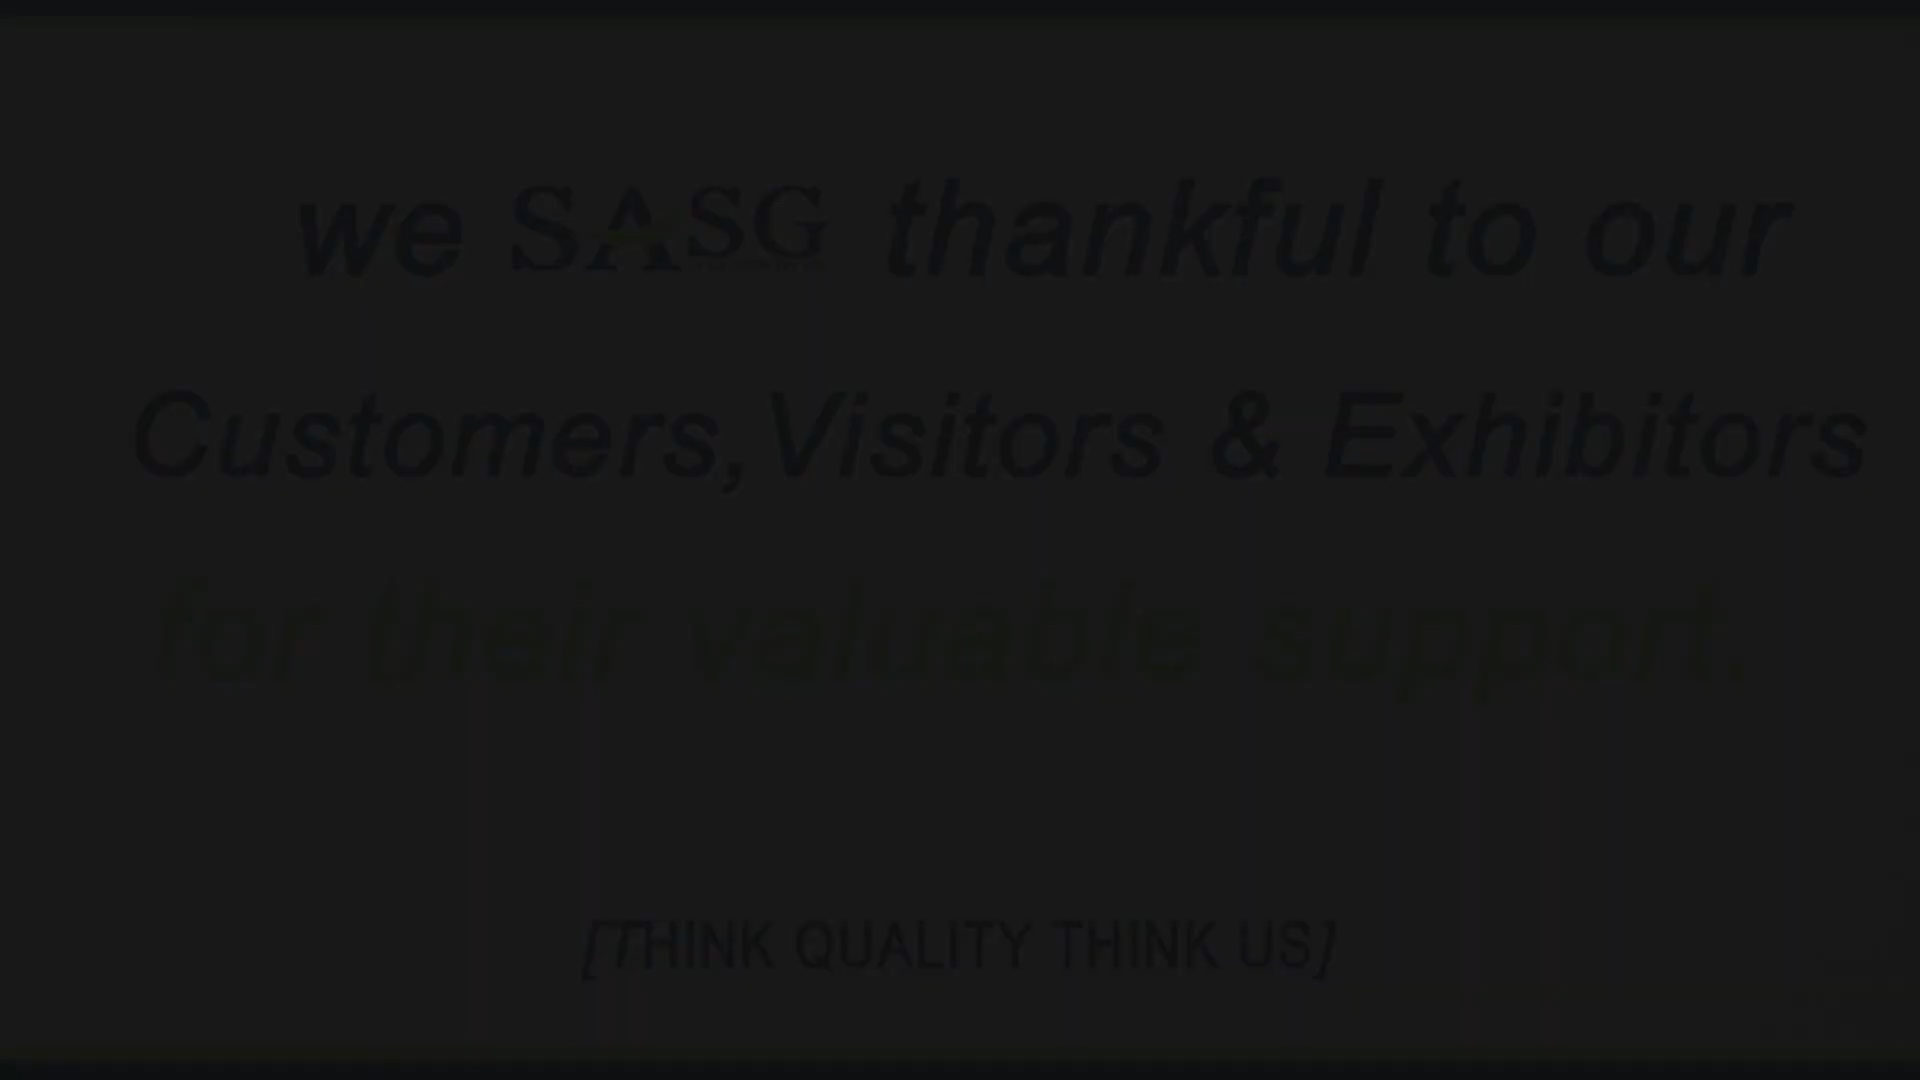 we SASG thankful to our
Customers,Visitors & Exhibitors
for their valuable support.
[THINK QUALITY THINK US]